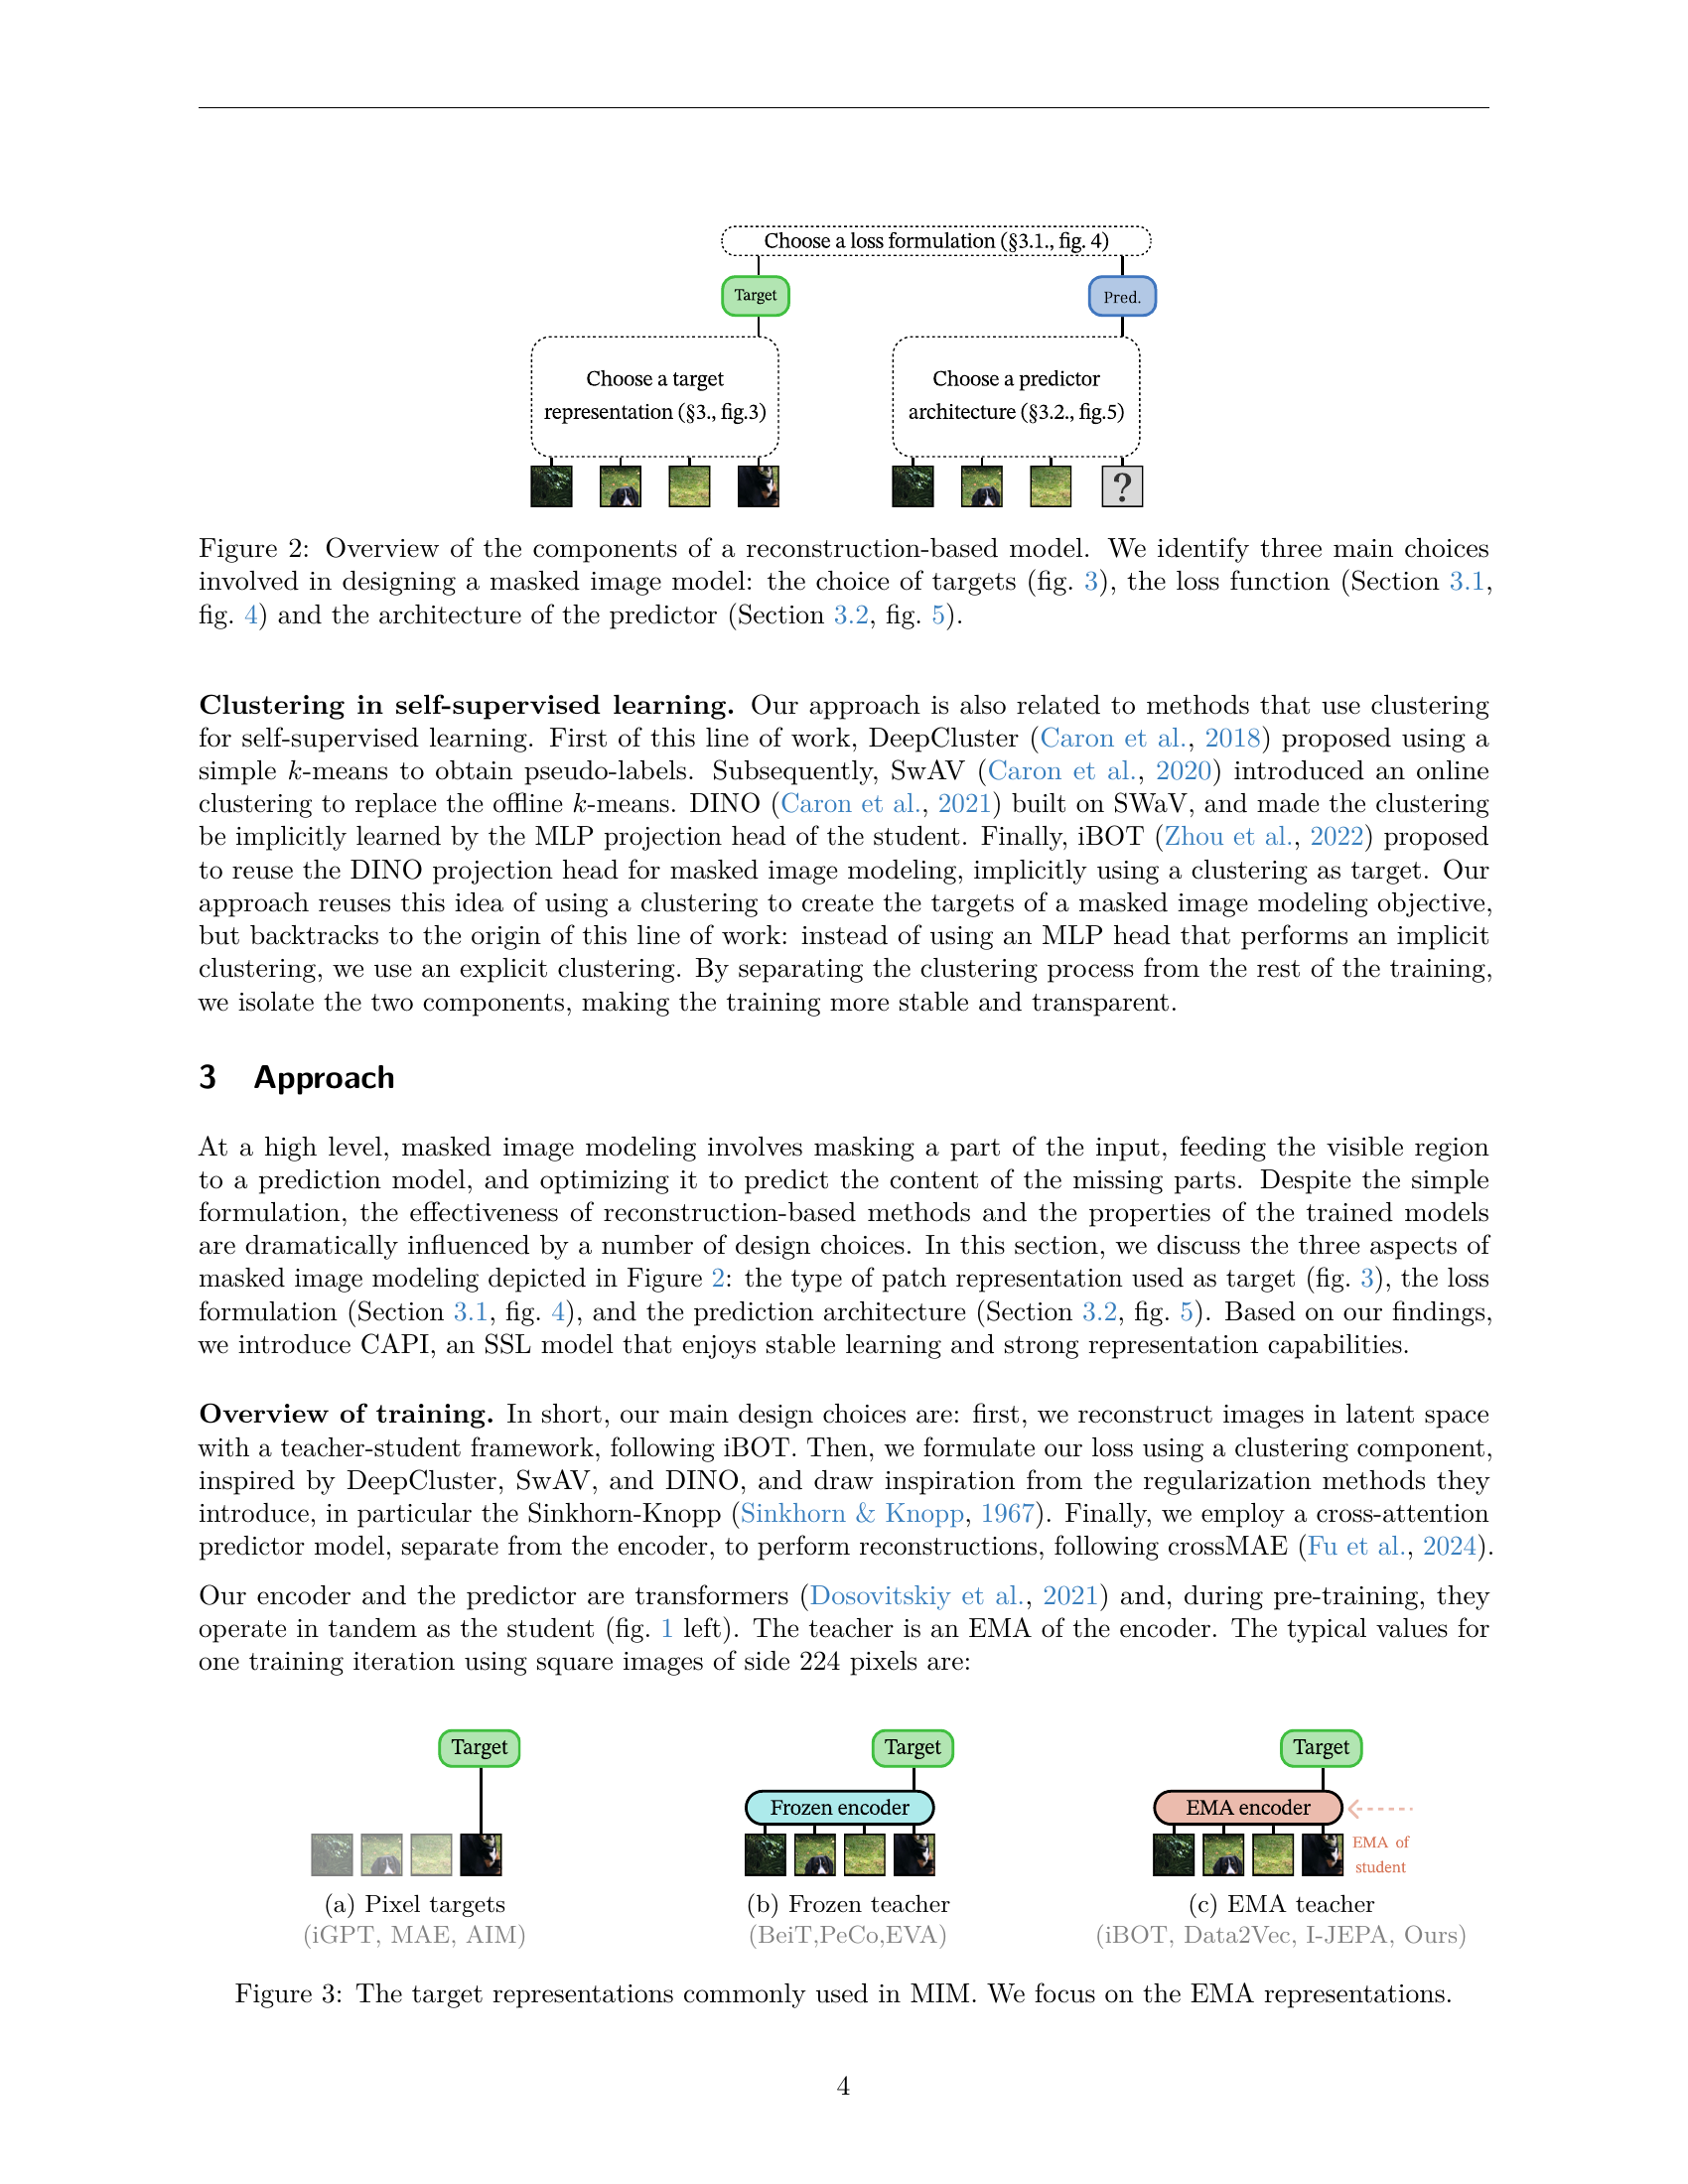 Choose a loss formulation (§3.1., fig. 4)
Target
Pred.
Choose a target
representation (§3., fig.3)
Choose a predictor
architecture (§3.2., fig.5)
?
Figure 2: Overview of the components of a reconstruction-based model. We identify three main choices
involved in designing a masked image model: the choice of targets (fig. 3), the loss function (Section 3.1,
fig. 4) and the architecture of the predictor (Section 3.2, fig. 5).
Clustering in self-supervised learning. Our approach is also related to methods that use clustering
for self-supervised learning. First of this line of work, DeepCluster (Caron et al., 2018) proposed using a
simple k-means to obtain pseudo-labels. Subsequently, SwAV (Caron et al., 2020) introduced an online
clustering to replace the offline k-means. DINO (Caron et al., 2021) built on SWaV, and made the clustering
be implicitly learned by the MLP projection head of the student. Finally, iBOT (Zhou et al., 2022) proposed
to reuse the DINO projection head for masked image modeling, implicitly using a clustering as target. Our
approach reuses this idea of using a clustering to create the targets of a masked image modeling objective,
but backtracks to the origin of this line of work: instead of using an MLP head that performs an implicit
clustering, we use an explicit clustering. By separating the clustering process from the rest of the training,
we isolate the two components, making the training more stable and transparent.
3 Approach
At a high level, masked image modeling involves masking a part of the input, feeding the visible region
to a prediction model, and optimizing it to predict the content of the missing parts. Despite the simple
formulation, the effectiveness of reconstruction-based methods and the properties of the trained models
are dramatically influenced by a number of design choices. In this section, we discuss the three aspects of
masked image modeling depicted in Figure 2: the type of patch representation used as target (fig. 3), the loss
formulation (Section 3.1, fig. 4), and the prediction architecture (Section 3.2, fig. 5). Based on our findings,
we introduce CAPI, an SSL model that enjoys stable learning and strong representation capabilities.
Overview of training. In short, our main design choices are: first, we reconstruct images in latent space
with a teacher-student framework, following iBOT. Then, we formulate our loss using a clustering component,
inspired by DeepCluster, SwAV, and DINO, and draw inspiration from the regularization methods they
introduce, in particular the Sinkhorn-Knopp (Sinkhorn & Knopp, 1967). Finally, we employ a cross-attention
predictor model, separate from the encoder, to perform reconstructions, following crossMAE (Fu et al., 2024).
Our encoder and the predictor are transformers (Dosovitskiy et al., 2021) and, during pre-training, they
operate in tandem as the student (fig. 1 left). The teacher is an EMA of the encoder. The typical values for
one training iteration using square images of side 224 pixels are:
Target
(a) Pixel targets
(iGPT, MAE, AIM)
Target
Frozen encoder
(b) Frozen teacher
(BeiT,PeCo,EVA)
Target
EMA encoder
EMA of
student
(c) EMA teacher
(iBOT, Data2Vec, I-JEPA, Ours)
Figure 3: The target representations commonly used in MIM. We focus on the EMA representations.
4